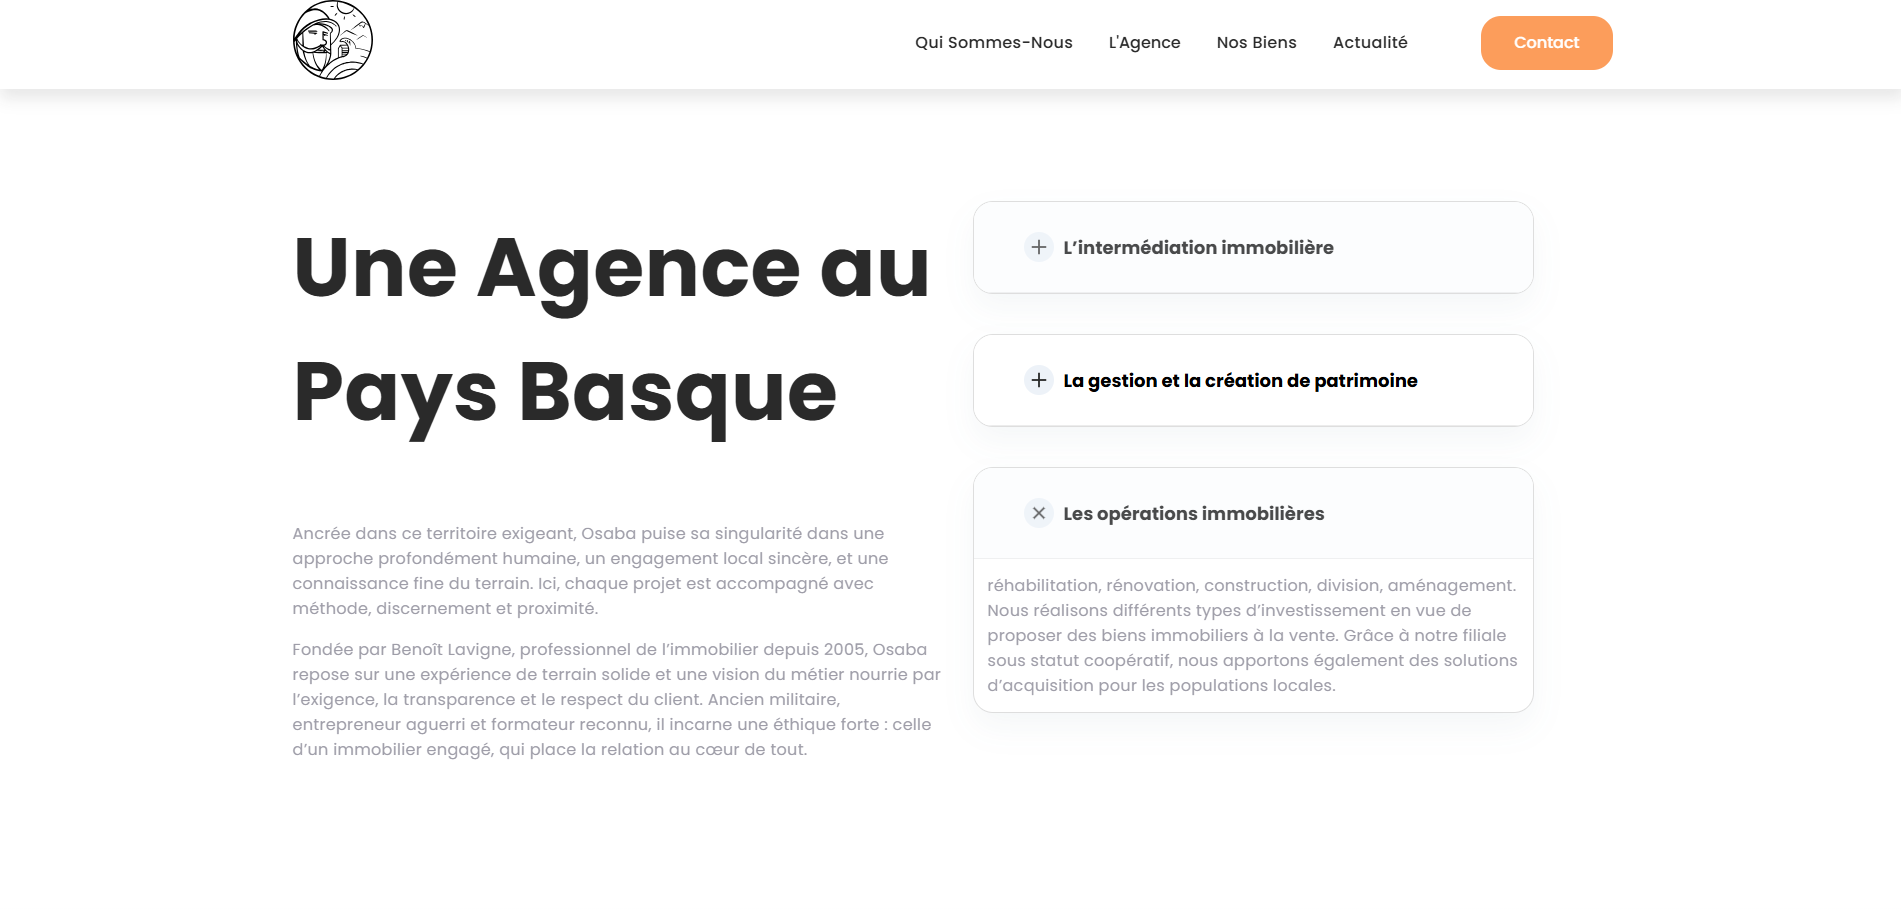 Qui Sommes-Nous
L'Agence
Nos Biens
Actualité
Contact
Une Agence au
Pays Basque
Ancrée dans ce territoire exigeant, Osaba puise sa singularité dans une
approche profondément humaine, un engagement local sincère, et une
connaissance fine du terrain. Ici, chaque projet est accompagné avec
méthode, discernement et proximité.
Fondée par Benoît Lavigne, professionnel de l’immobilier depuis 2005, Osaba
repose sur une expérience de terrain solide et une vision du métier nourrie par
l’exigence, la transparence et le respect du client. Ancien militaire,
entrepreneur aguerri et formateur reconnu, il incarne une éthique forte : celle
d’un immobilier engagé, qui place la relation au cœur de tout.
L’intermédiation immobilière
La gestion et la création de patrimoine
Les opérations immobilières
réhabilitation, rénovation, construction, division, aménagement.
Nous réalisons différents types d’investissement en vue de
proposer des biens immobiliers à la vente. Grâce à notre filiale
sous statut coopératif, nous apportons également des solutions
d’acquisition pour les populations locales.